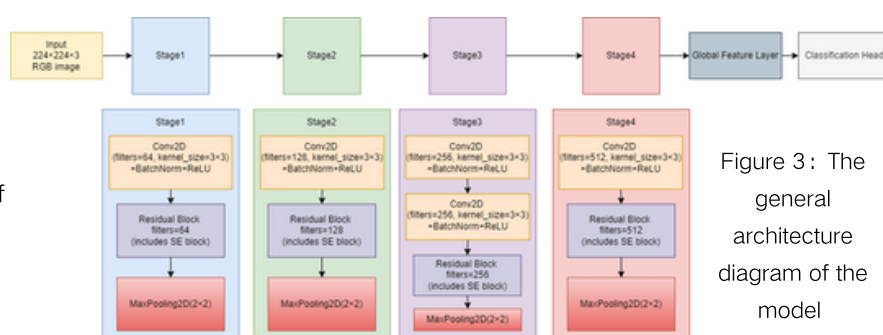 Input
224×224×3
RGB image
Stage1
Stage2
Stage3
Stage4
Global Feature Layer
Classification Head
Stage1
Conv2D
(filters=64, kernel_size=3×3)
+BatchNorm+ReLU
Residual Block
filters=64
(includes SE block)
MaxPooling2D(2×2)
Stage2
Conv2D
(filters=128, kernel_size=3×3)
+BatchNorm+ReLU
Residual Block
filters=128
(includes SE block)
MaxPooling2D(2×2)
Stage3
Conv2D
(filters=256, kernel_size=3×3)
+BatchNorm+ReLU
Conv2D
(filters=256, kernel_size=3×3)
+BatchNorm+ReLU
Residual Block
filters=256
(includes SE block)
MaxPooling2D(2×2)
Stage4
Conv2D
(filters=512, kernel_size=3×3)
+BatchNorm+ReLU
Residual Block
filters=512
(includes SE block)
MaxPooling2D(2×2)
f
Figure 3: The
general
architecture
diagram of the
model